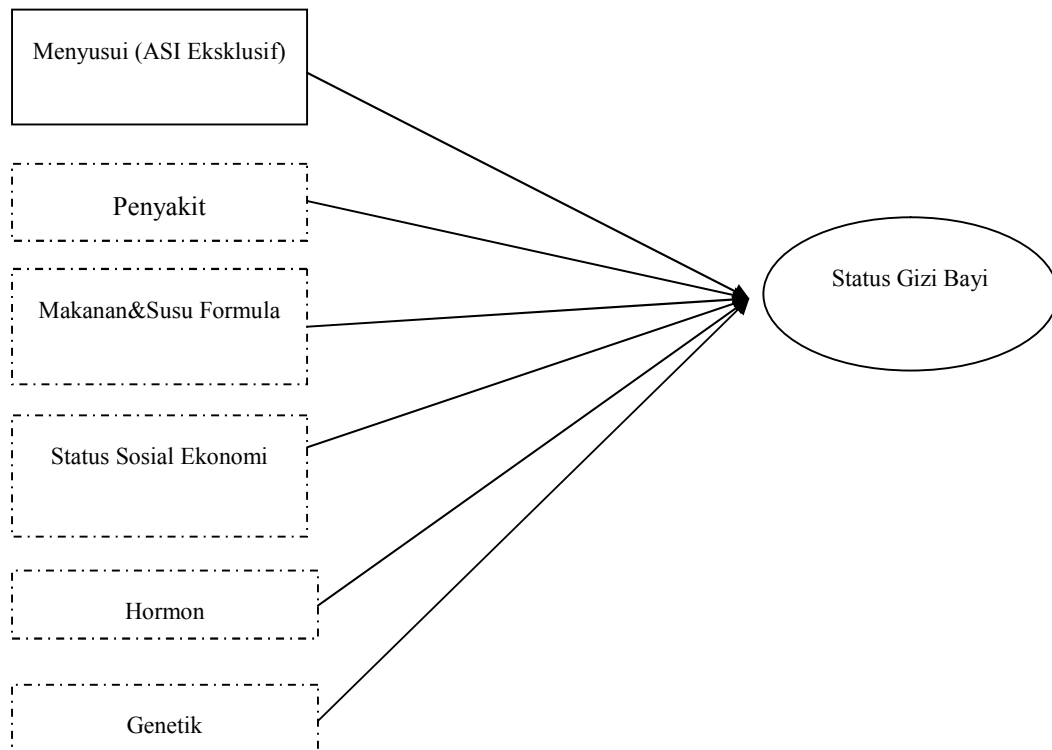 Menyusui (ASI Eksklusif)
Penyakit
Makanan&Susu Formula
Status Sosial Ekonomi
Hormon
Genetik
Status Gizi Bayi